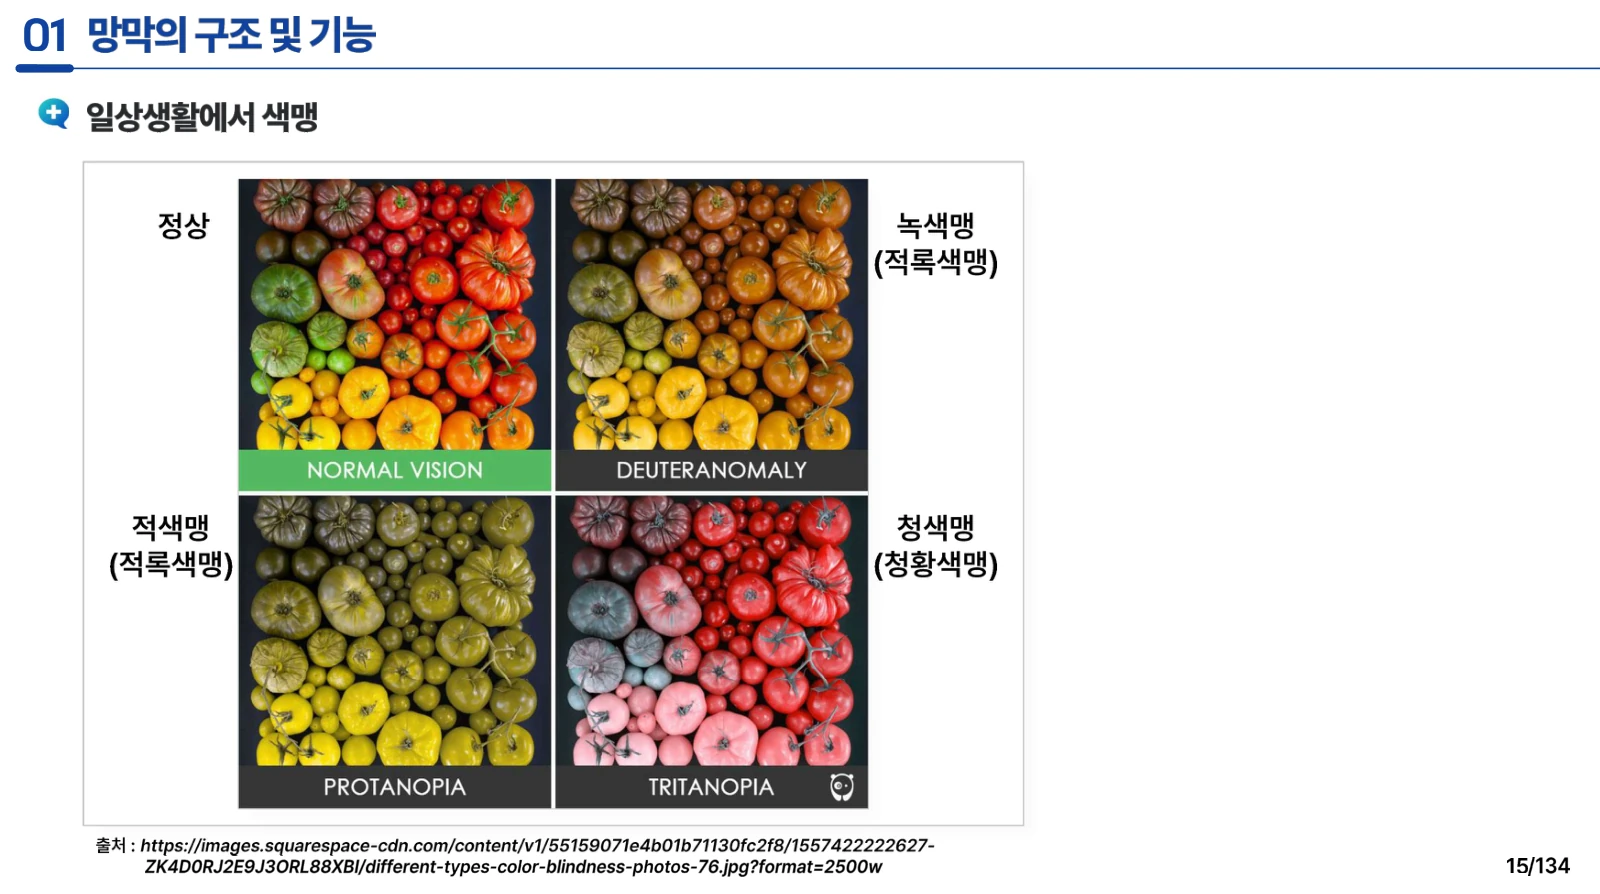 01 망막의 구조 및 기능
일상생활에서 색맹
정상
녹색맹
(적록색맹)
NORMAL VISION
DEUTERANOMALY
적색맹
(적록색맹)
청색맹
(청황색맹)
PROTANOPIA
TRITANOPIA
출처 : https://images.squarespace-cdn.com/content/v1/55159071e4b01b71130fc2f8/1557422222627-
ZK4D0RJ2E9J3ORL88XBI/different-types-color-blindness-photos-76.jpg?format=2500w
15/134